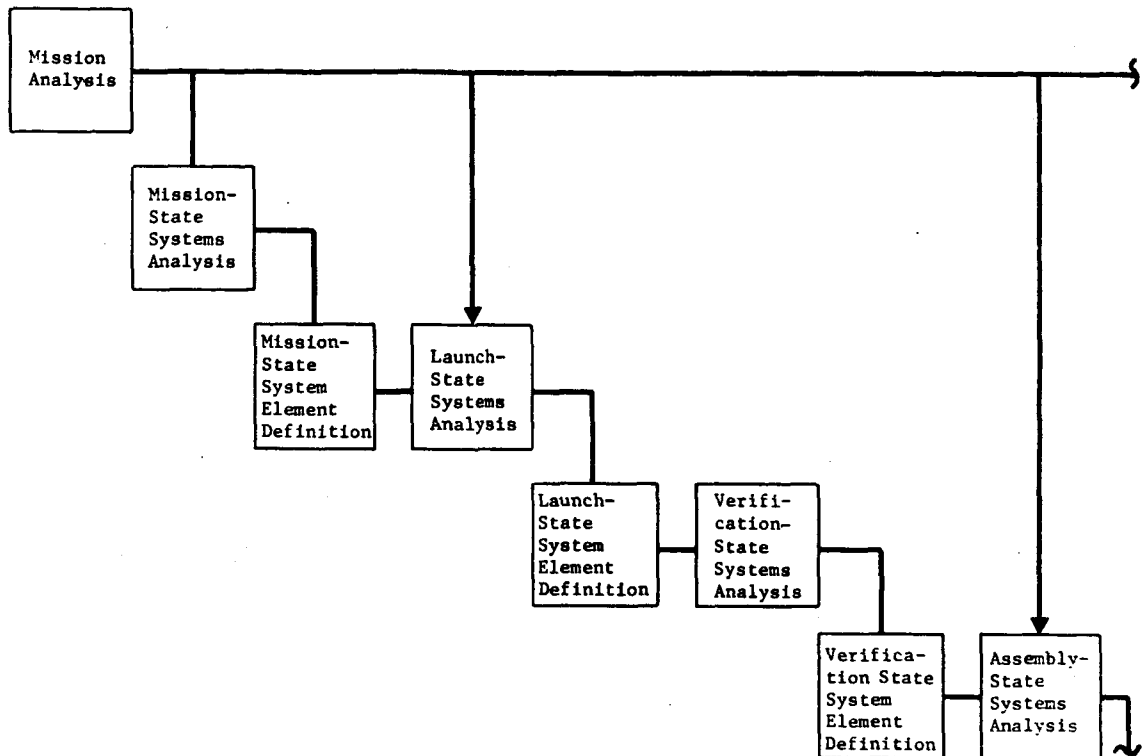 Mission
Analysis
Mission-
State
Systems
Analysis
Mission-
State
System
Element
Definition
Launch-
State
Systems
Analysis
Launch-
State
System
Element
Definition
Verifi-
cation-
State
Systems
Analysis
Verifica-
tion State
System
Element
Definition
Assembly-
State
Systems
Analysis